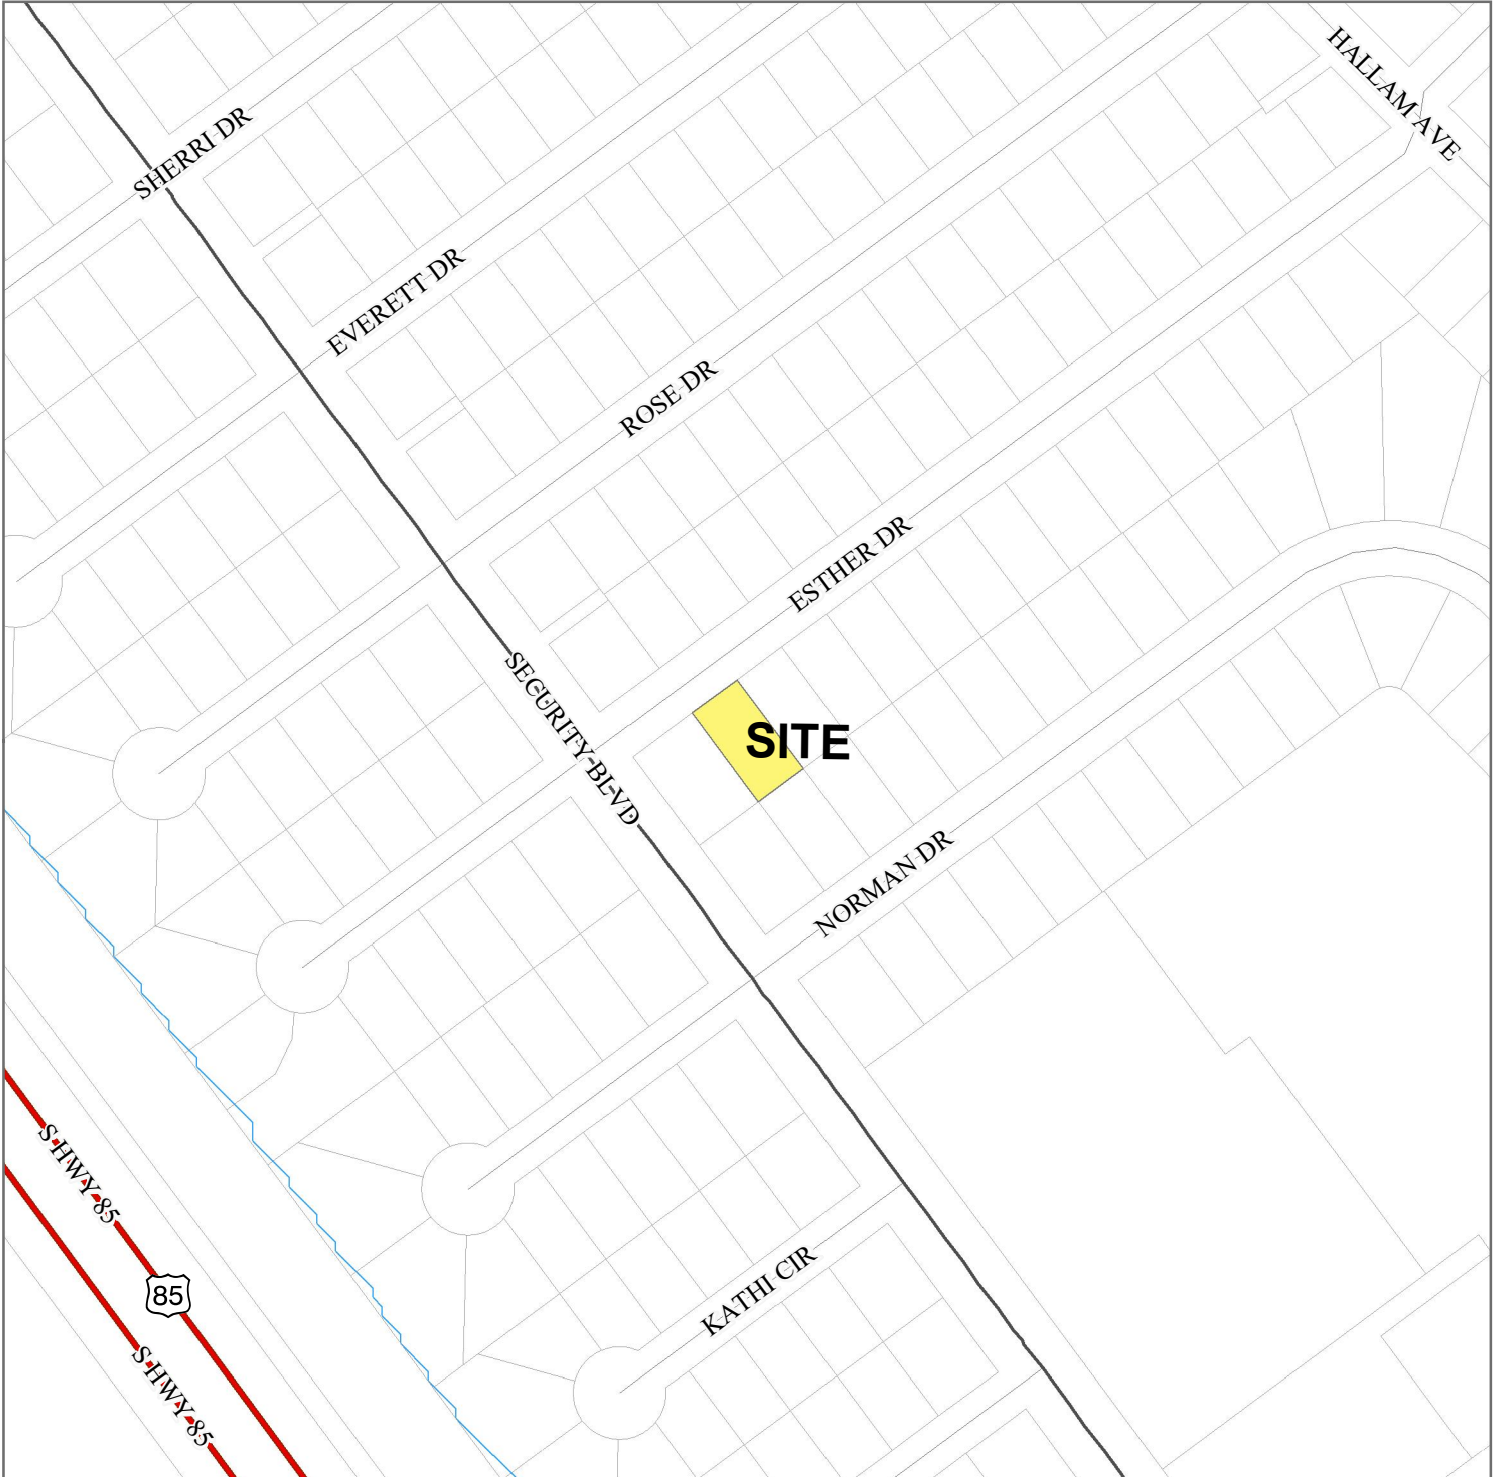 HALLAM AVE
SHERRI DR
EVERETT DR
ROSE DR
ESTHER DR
SECURITY BLVD
SITE
NORMAN DR
S HWY 85
85
KATHI CIR
S HWY 85